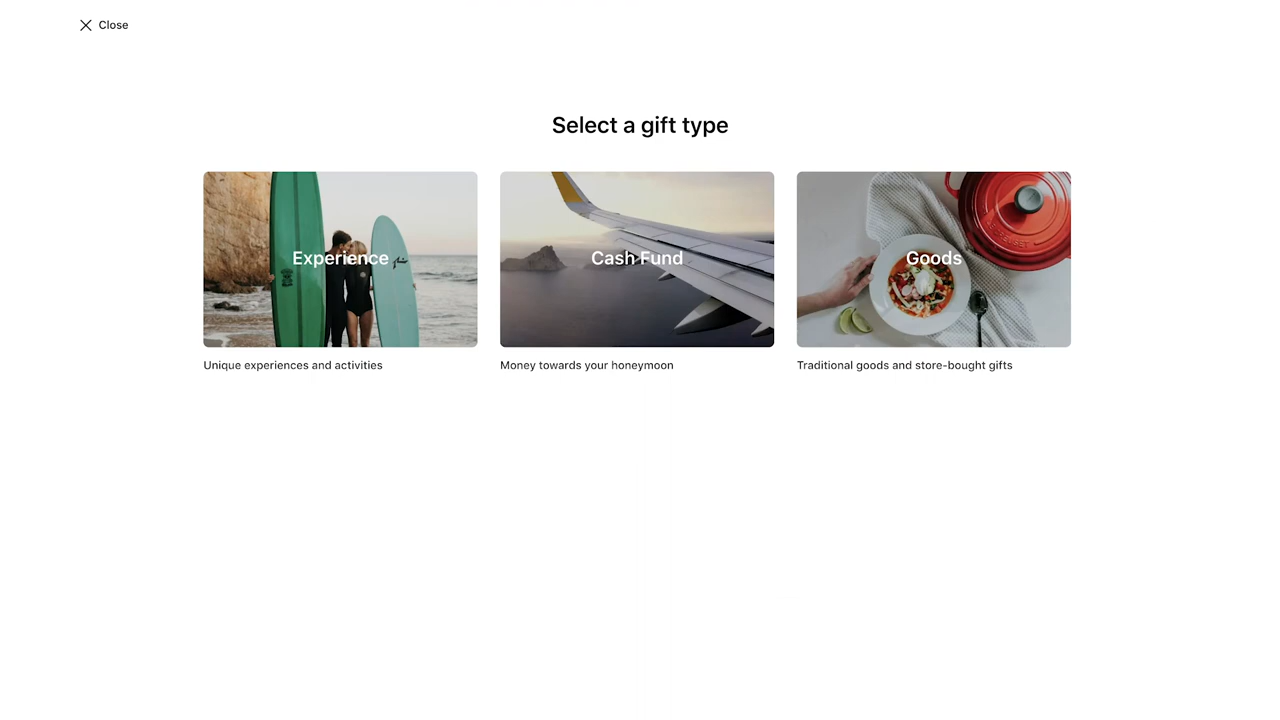 Close
Select a gift type
Experience
Cash Fund
Goods
Unique experiences and activities
Money towards your honeymoon
Traditional goods and store-bought gifts